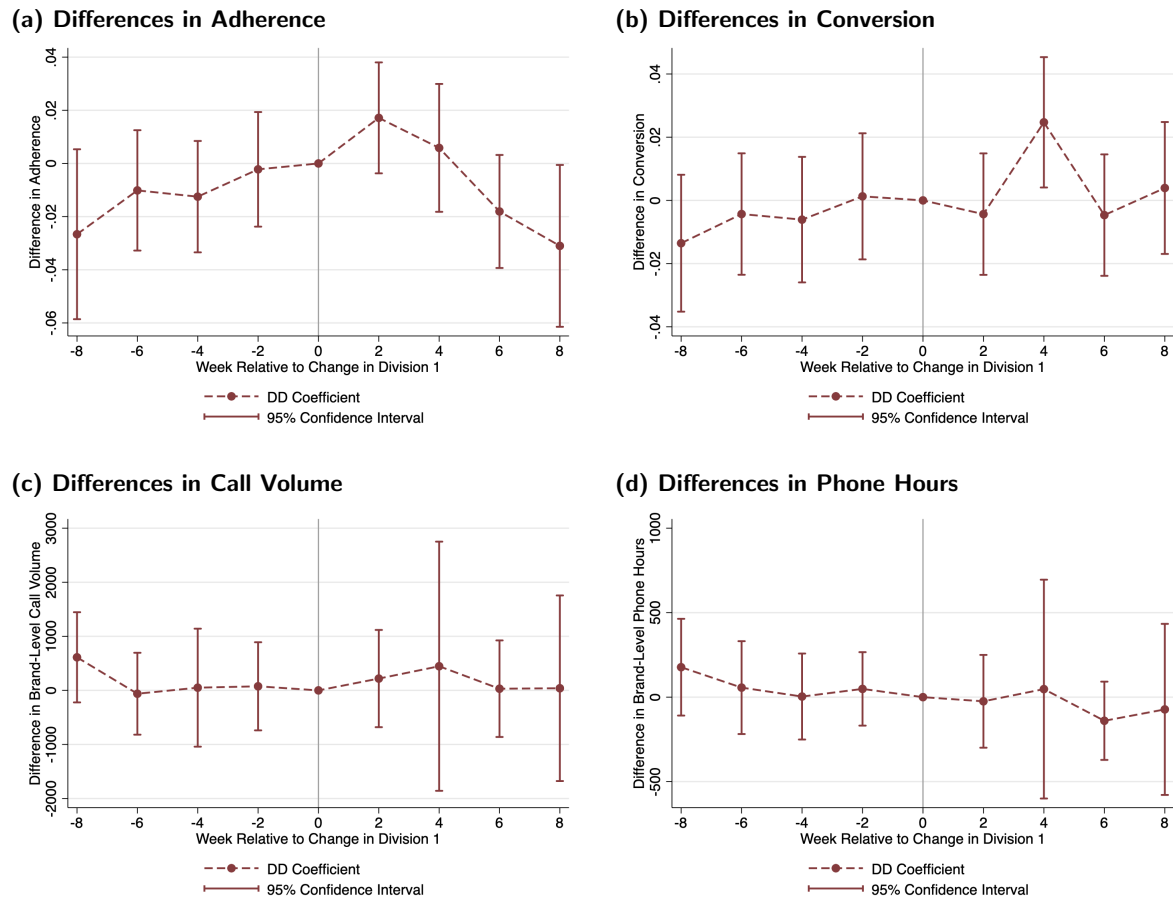 (a) Differences in Adherence
Difference in Adherence
.04
.02
0
-.02
-.04
-.06
-8 -6 -4 -2 0 2 4 6 8
Week Relative to Change in Division 1
DD Coefficient
95% Confidence Interval
(b) Differences in Conversion
Difference in Conversion
.04
.02
0
-.02
-.04
-8 -6 -4 -2 0 2 4 6 8
Week Relative to Change in Division 1
DD Coefficient
95% Confidence Interval
(c) Differences in Call Volume
Difference in Brand-Level Call Volume
3000
2000
1000
0
-1000
-2000
-8 -6 -4 -2 0 2 4 6 8
Week Relative to Change in Division 1
DD Coefficient
95% Confidence Interval
(d) Differences in Phone Hours
Difference in Brand-Level Phone Hours
1000
500
0
-500
-8 -6 -4 -2 0 2 4 6 8
Week Relative to Change in Division 1
DD Coefficient
95% Confidence Interval